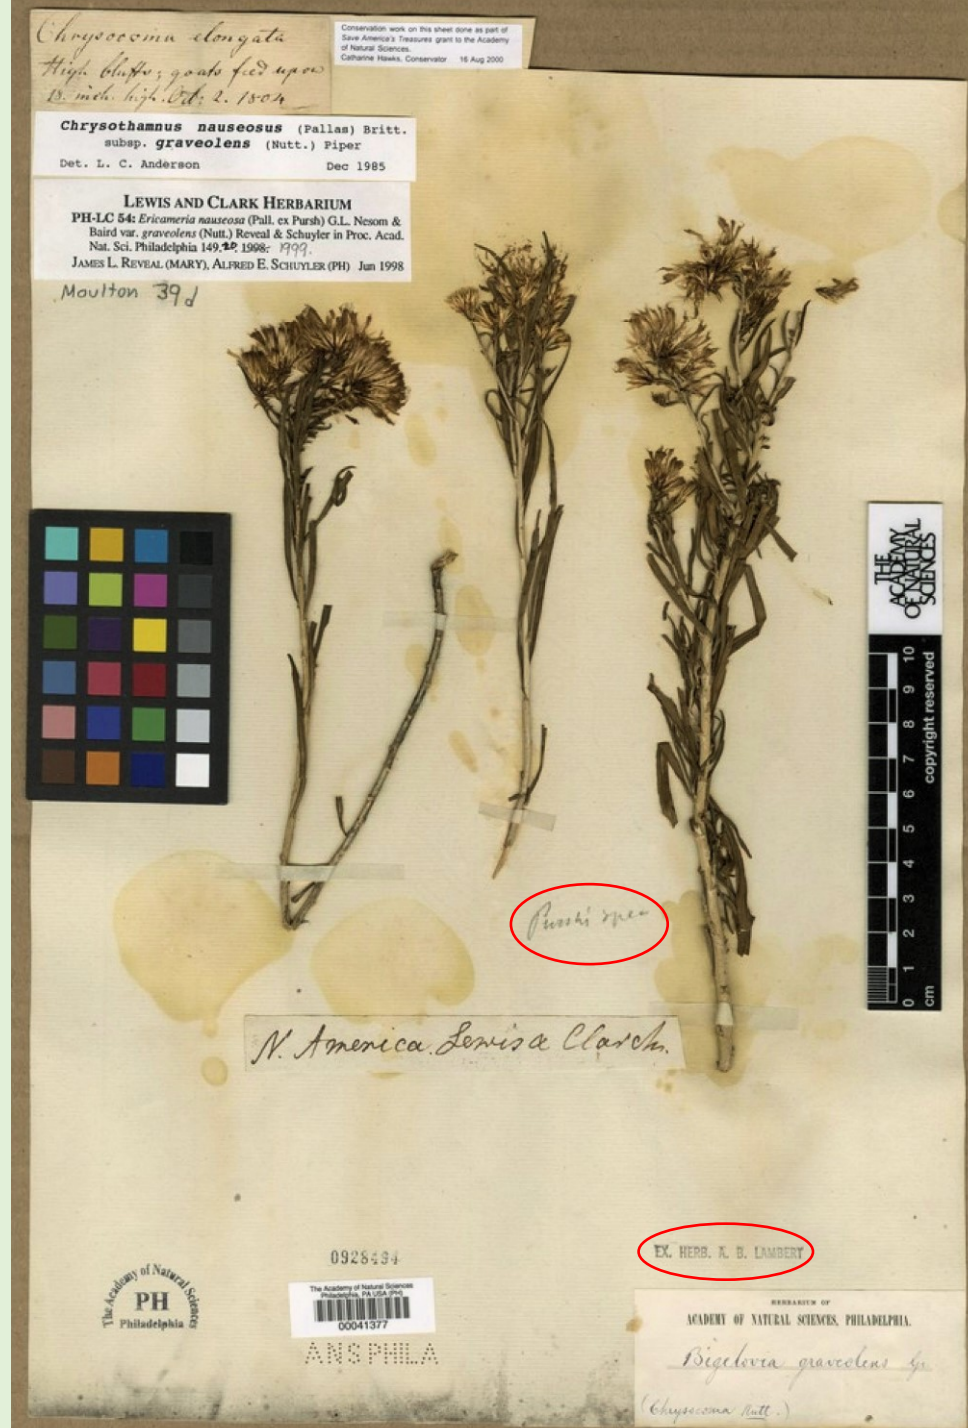 Chrysocoma elongata
High bluffs; goats feed upon
18. inch. high. Oct: 2. 1804
Conservation work on this sheet done as part of
Save America's Treasures grant to the Academy
of Natural Sciences.
Catharine Hawks, Conservator 16 Aug 2000
Chrysothamnus nauseosus (Pallas) Britt.
subsp. graveolens (Nutt.) Piper
Det. L. C. Anderson Dec 1985
LEWIS AND CLARK HERBARIUM
PH-LC 54: Ericameria nauseosa (Pall. ex Pursh) G.L. Nesom &
Baird var. graveolens (Nutt.) Reveal & Schuyler in Proc. Acad.
Nat. Sci. Philadelphia 149: 1998. 1999.
JAMES L. REVEAL (MARY), ALFRED E. SCHUYLER (PH) Jun 1998
Moulton 39d
THE
ACADEMY
OF NATURAL
SCIENCES
10
9
8
7
6
5
4
3
2
1
0
cm
copyright reserved
Pursh's spec
N. America. Lewis & Clarck.
EX. HERB. A. B. LAMBERT
The Academy of Natural Sciences
PH
Philadelphia
0928494
The Academy of Natural Sciences
Philadelphia, PA USA (PH)
00041377
ANSPHILA
HERBARIUM OF
ACADEMY OF NATURAL SCIENCES, PHILADELPHIA.
Bigelovia graveolens Gr.
(Chrysocoma Nutt.)